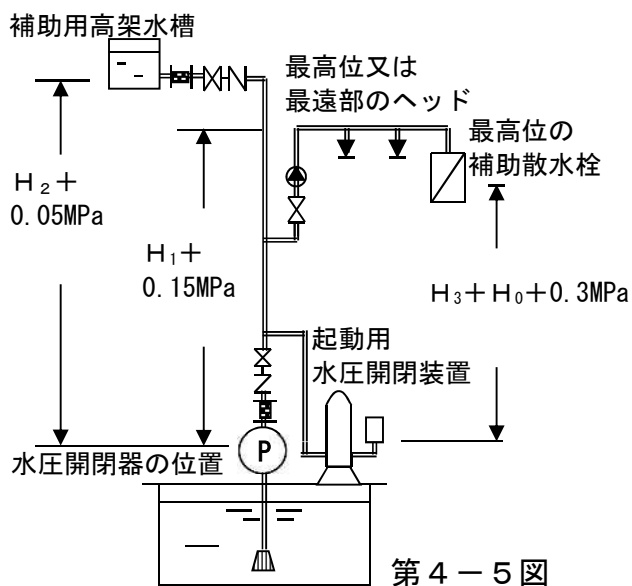 補助用高架水槽
最高位又は
最遠部のヘッド
最高位の
補助散水栓
Ｈ₂＋
0.05MPa
Ｈ₁＋
0.15MPa
Ｈ₃＋Ｈ₀＋0.3MPa
起動用
水圧開閉装置
P
水圧開閉器の位置
第４－５図